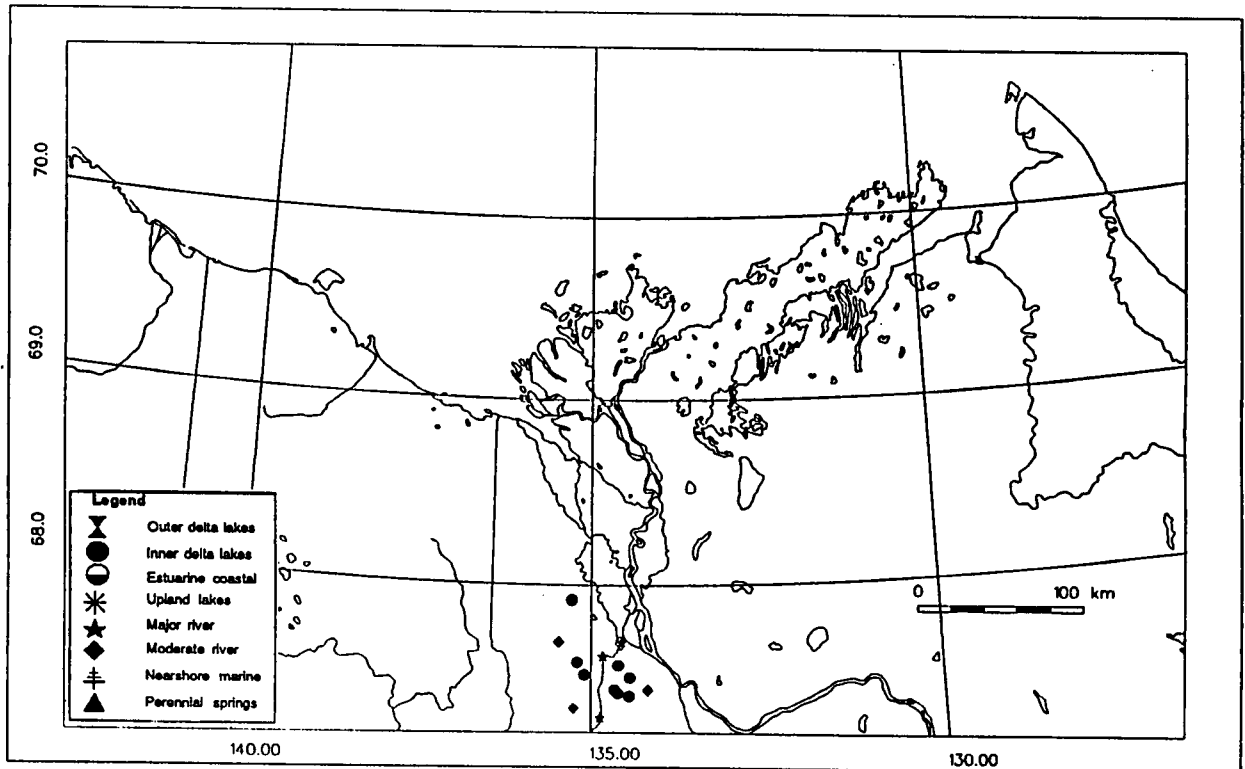 70.0
69.0
68.0
Legend
Outer delta lakes
Inner delta lakes
Estuarine coastal
Upland lakes
Major river
Moderate river
Nearshore marine
Perennial springs
0 100 km
140.00
135.00
130.00